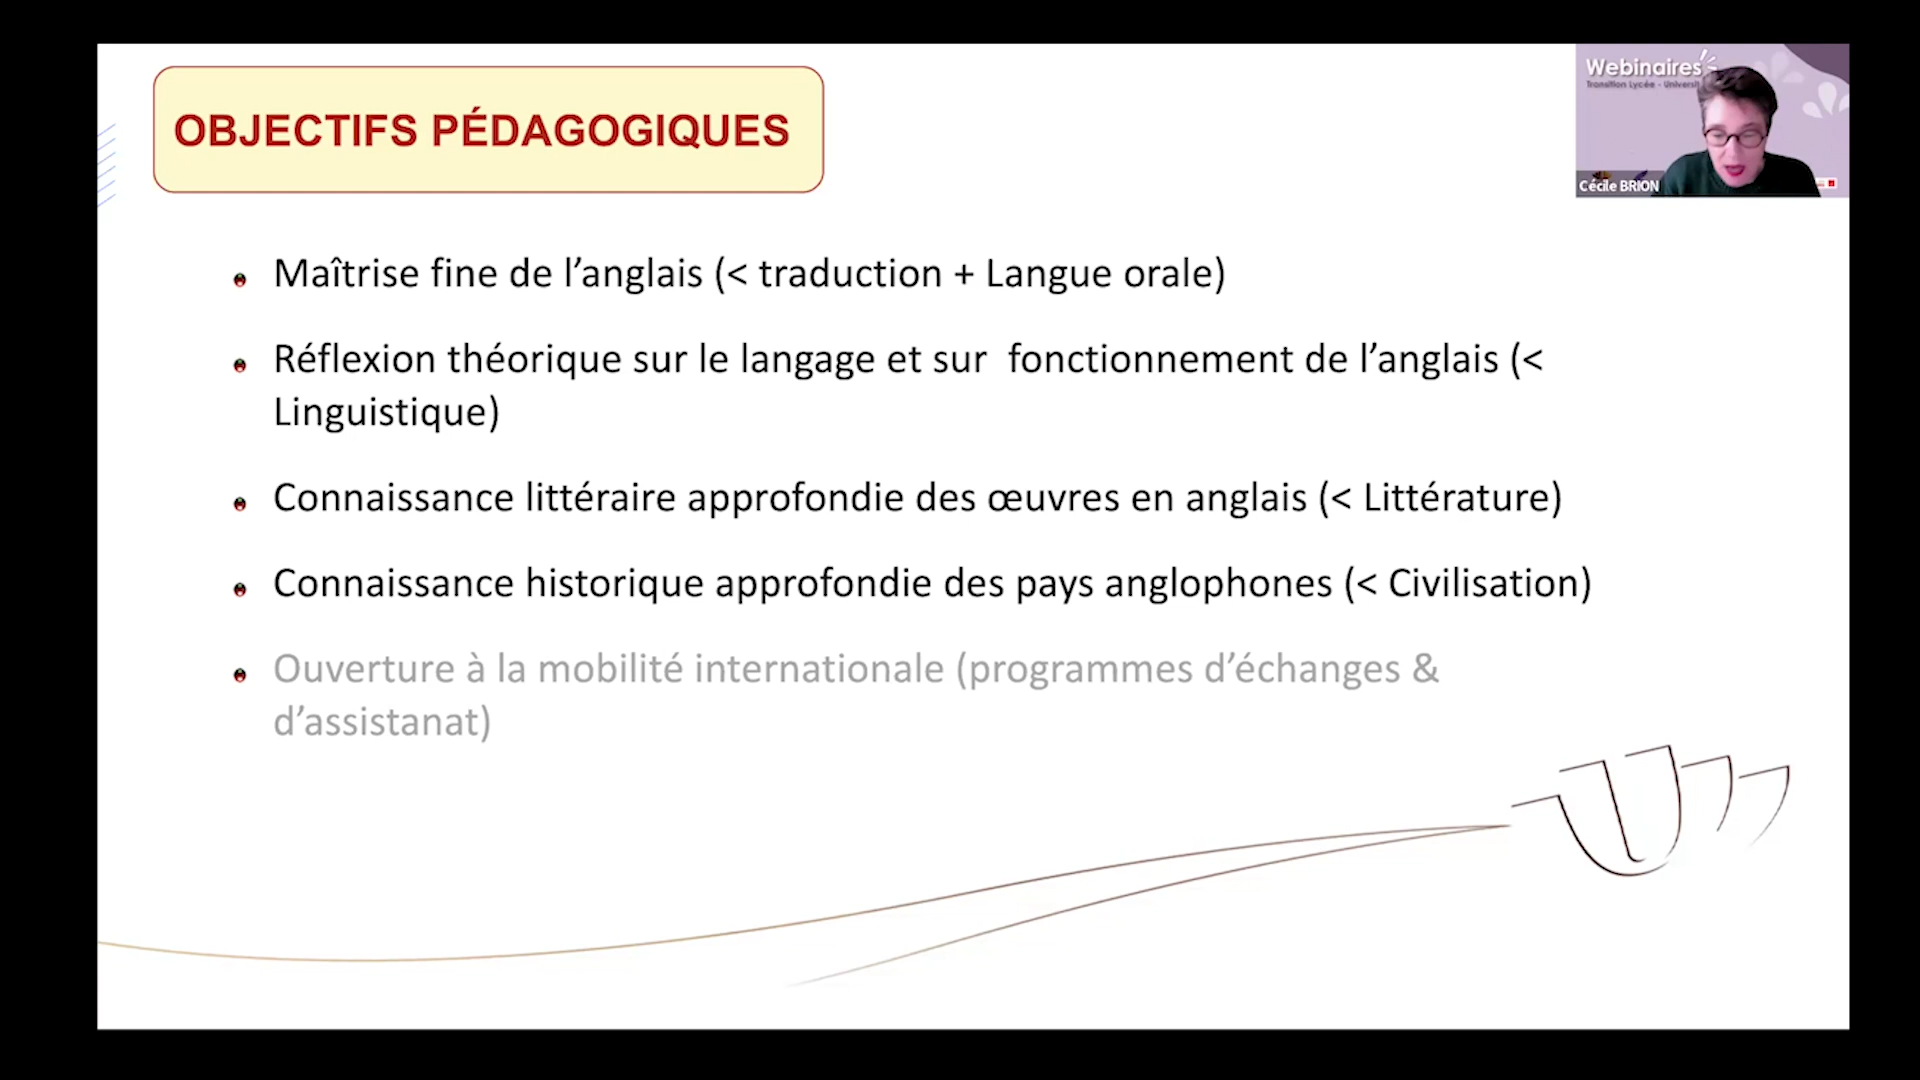 OBJECTIFS PÉDAGOGIQUES
Webinaires
Transition Lycée - Universit
Cécile BRION
Maîtrise fine de l’anglais (< traduction + Langue orale)
Réflexion théorique sur le langage et sur  fonctionnement de l’anglais (<
Linguistique)
Connaissance littéraire approfondie des œuvres en anglais (< Littérature)
Connaissance historique approfondie des pays anglophones (< Civilisation)
Ouverture à la mobilité internationale (programmes d’échanges &
d’assistanat)